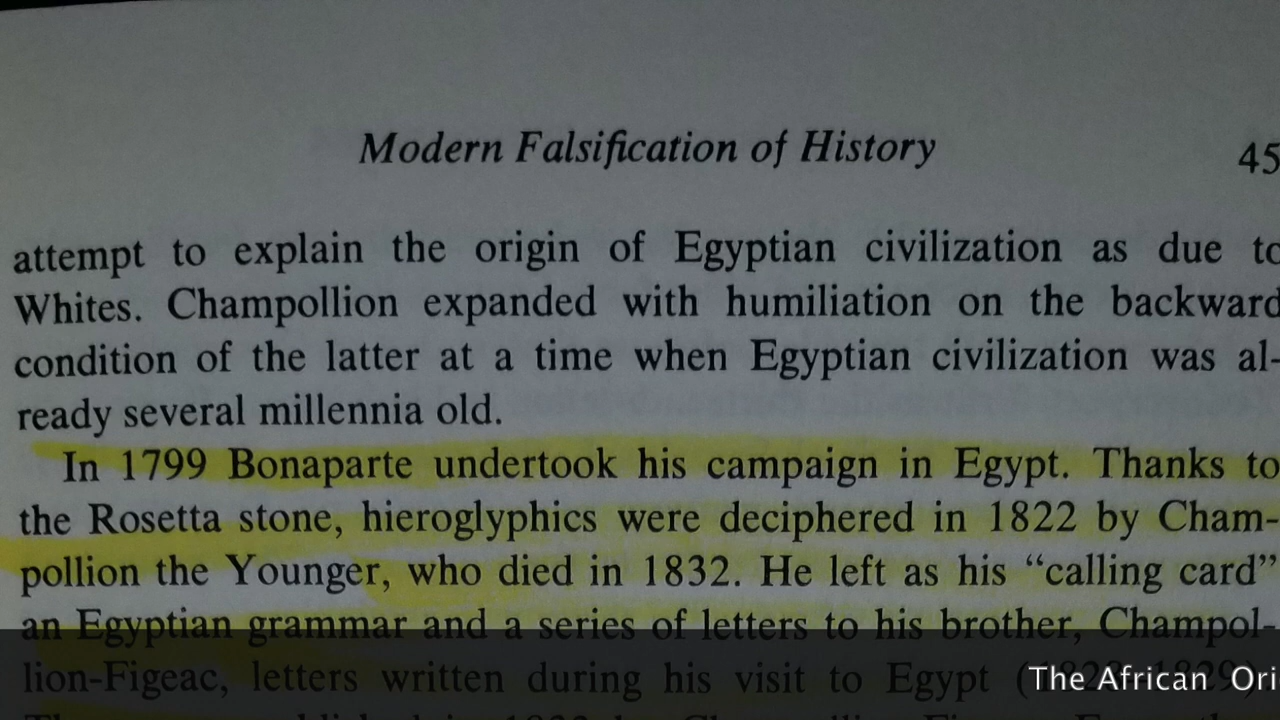 Modern Falsification of History
45
attempt to explain the origin of Egyptian civilization as due to
Whites. Champollion expanded with humiliation on the backward
condition of the latter at a time when Egyptian civilization was al-
ready several millennia old.
In 1799 Bonaparte undertook his campaign in Egypt. Thanks to
the Rosetta stone, hieroglyphics were deciphered in 1822 by Cham-
pollion the Younger, who died in 1832. He left as his “calling card”
an Egyptian grammar and a series of letters to his brother, Champol-
lion-Figeac, letters written during his visit to Egypt
The African Ori